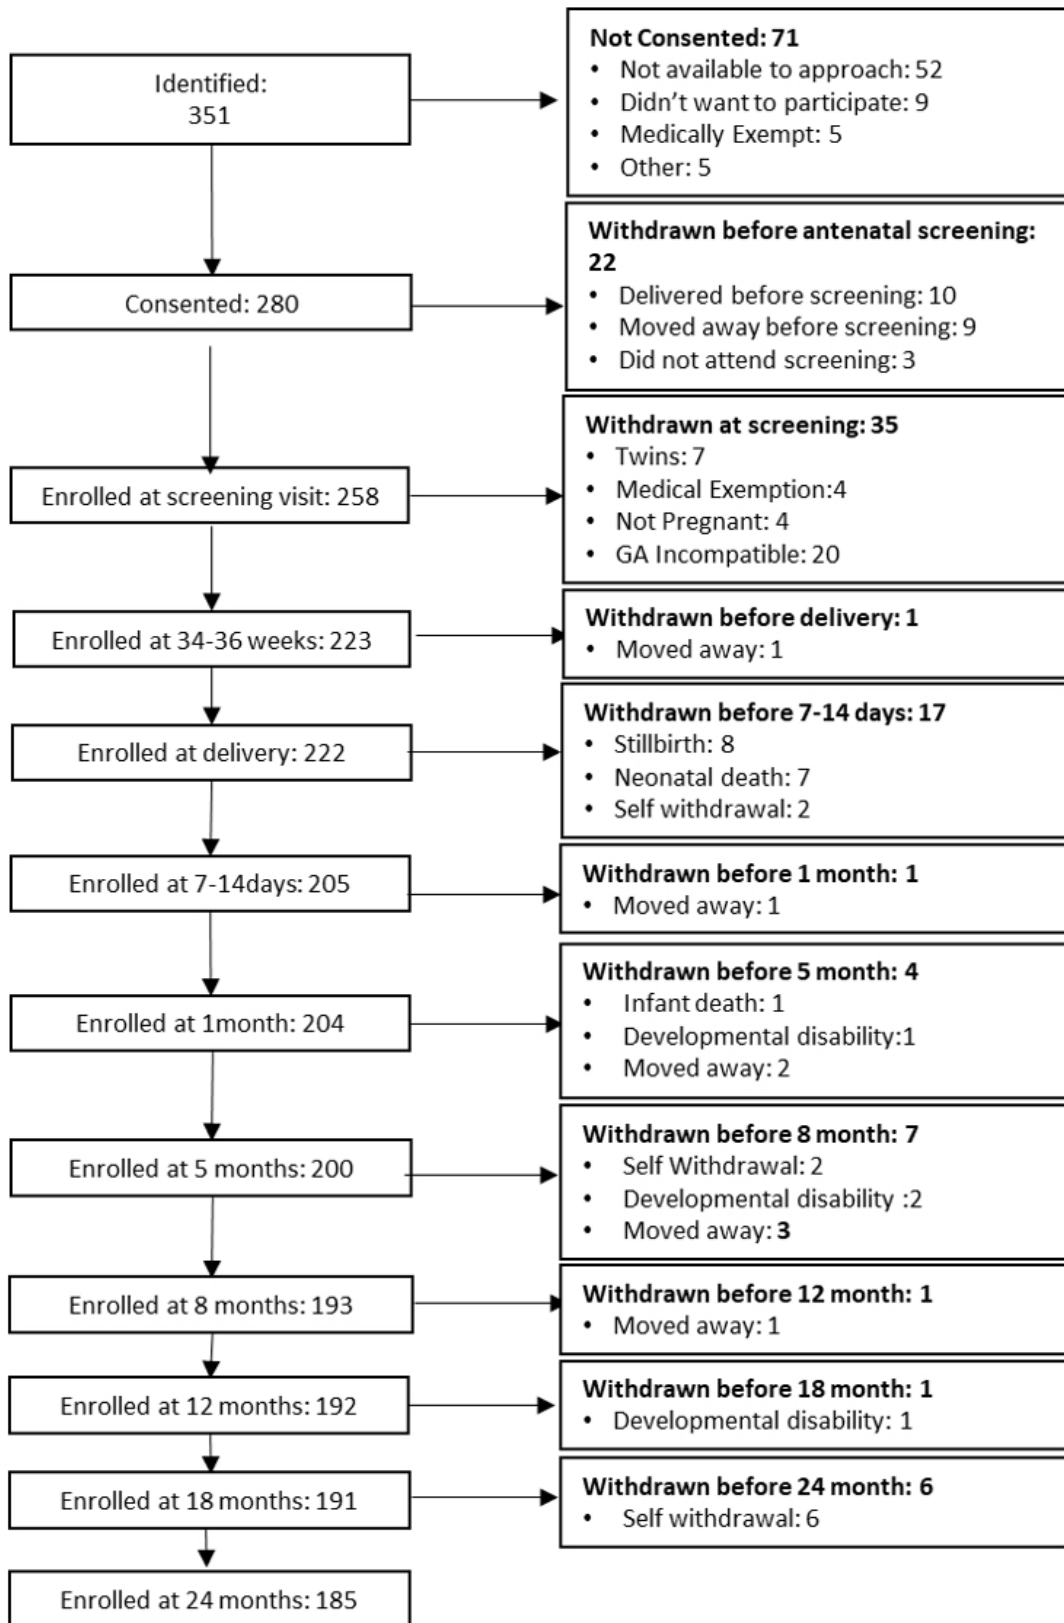 Identified:
351
Not Consented: 71
• Not available to approach: 52
• Didn't want to participate: 9
• Medically Exempt: 5
• Other: 5
Consented: 280
Withdrawn before antenatal screening:
22
• Delivered before screening: 10
• Moved away before screening: 9
• Did not attend screening: 3
Enrolled at screening visit: 258
Withdrawn at screening: 35
• Twins: 7
• Medical Exemption:4
• Not Pregnant: 4
• GA Incompatible: 20
Enrolled at 34-36 weeks: 223
Withdrawn before delivery: 1
• Moved away: 1
Enrolled at delivery: 222
Withdrawn before 7-14 days: 17
• Stillbirth: 8
• Neonatal death: 7
• Self withdrawal: 2
Enrolled at 7-14days: 205
Withdrawn before 1 month: 1
• Moved away: 1
Enrolled at 1month: 204
Withdrawn before 5 month: 4
• Infant death: 1
• Developmental disability:1
• Moved away: 2
Enrolled at 5 months: 200
Withdrawn before 8 month: 7
• Self Withdrawal: 2
• Developmental disability :2
• Moved away: 3
Enrolled at 8 months: 193
Withdrawn before 12 month: 1
• Moved away: 1
Enrolled at 12 months: 192
Withdrawn before 18 month: 1
• Developmental disability: 1
Enrolled at 18 months: 191
Withdrawn before 24 month: 6
• Self withdrawal: 6
Enrolled at 24 months: 185